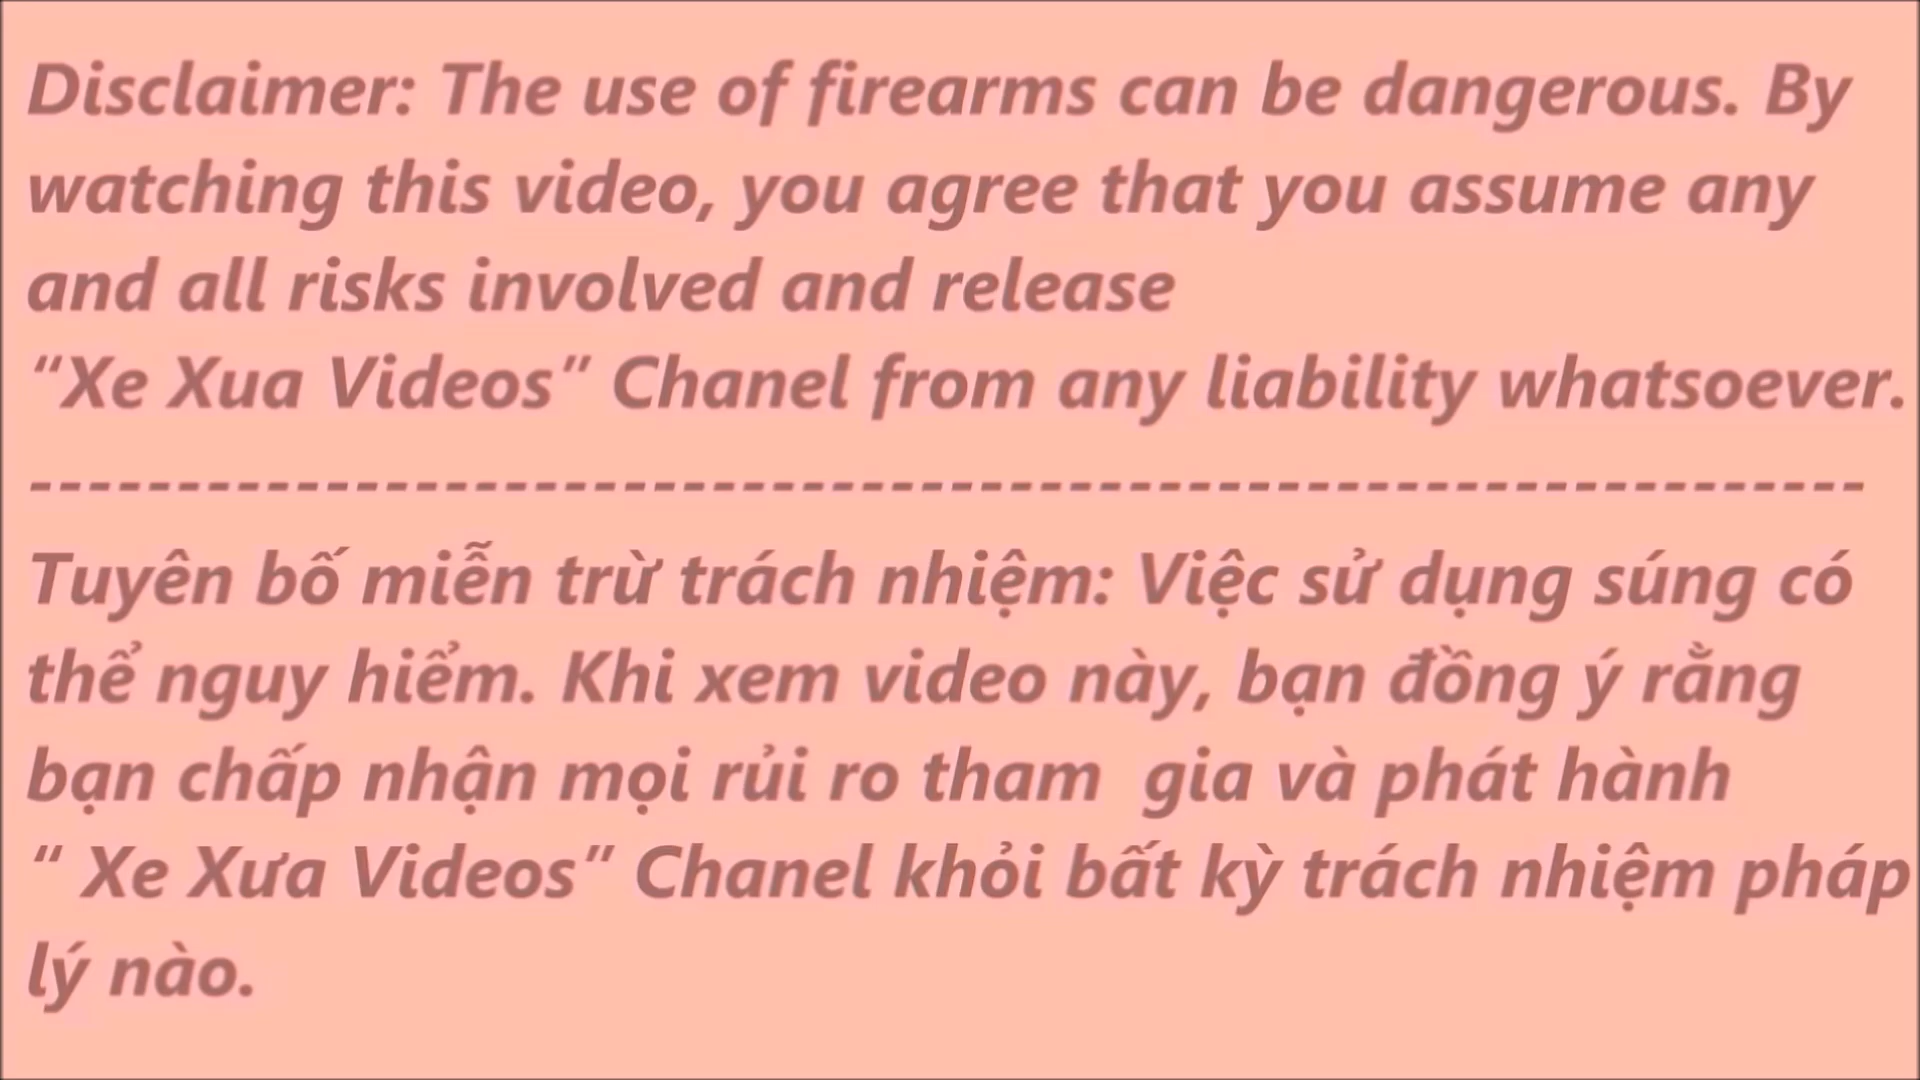 Disclaimer: The use of firearms can be dangerous. By
watching this video, you agree that you assume any
and all risks involved and release
“Xe Xua Videos” Chanel from any liability whatsoever.
--------------------------------------------------------------
Tuyên bố miễn trừ trách nhiệm: Việc sử dụng súng có
thể nguy hiểm. Khi xem video này, bạn đồng ý rằng
bạn chấp nhận mọi rủi ro tham  gia và phát hành
“ Xe Xưa Videos” Chanel khỏi bất kỳ trách nhiệm pháp
lý nào.